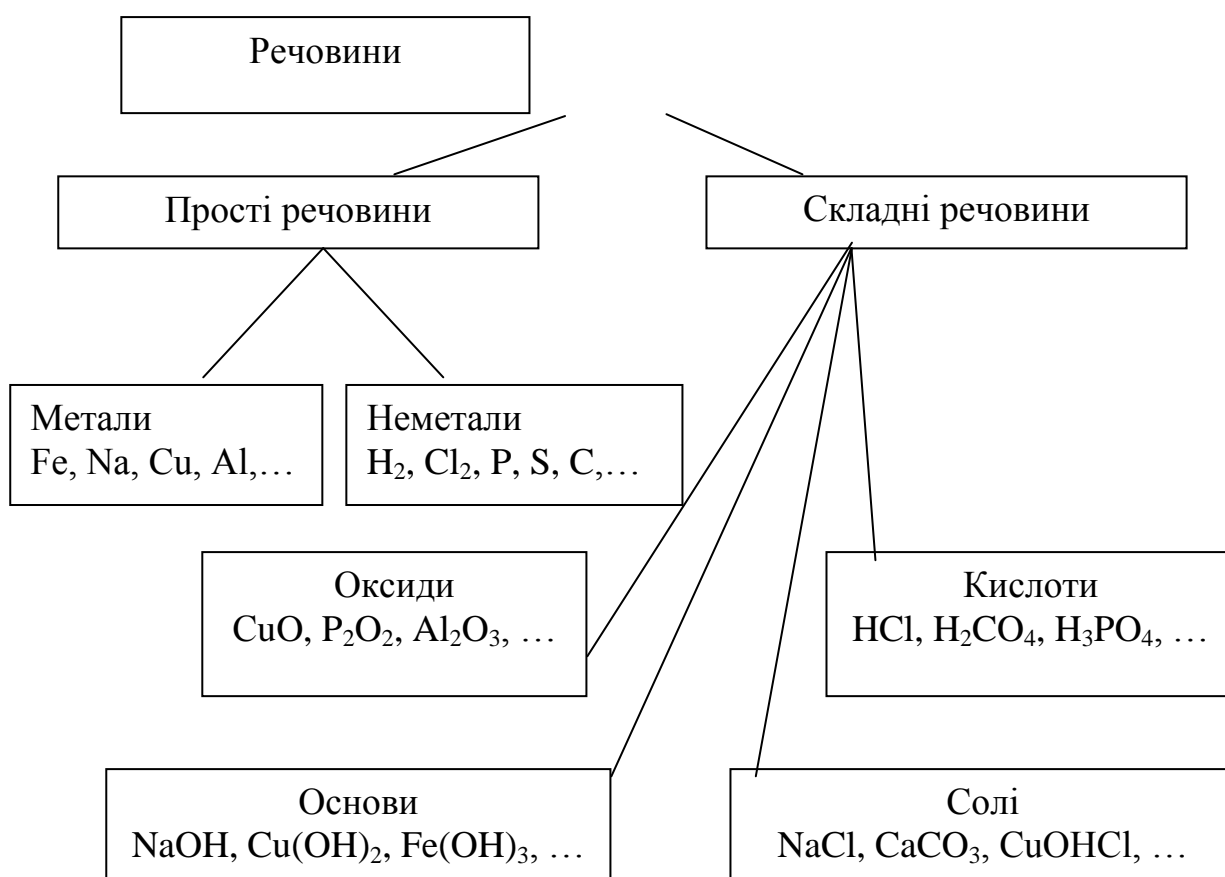 Речовини
Прості речовини
Складні речовини
Метали
Fe, Na, Cu, Al,…
Неметали
H₂, Cl₂, P, S, C,…
Оксиди
CuO, P₂O₂, Al₂O₃, …
Кислоти
HCl, H₂CO₄, H₃PO₄, …
Основи
NaOH, Cu(OH)₂, Fe(OH)₃, …
Солі
NaCl, CaCO₃, CuOHCl, …